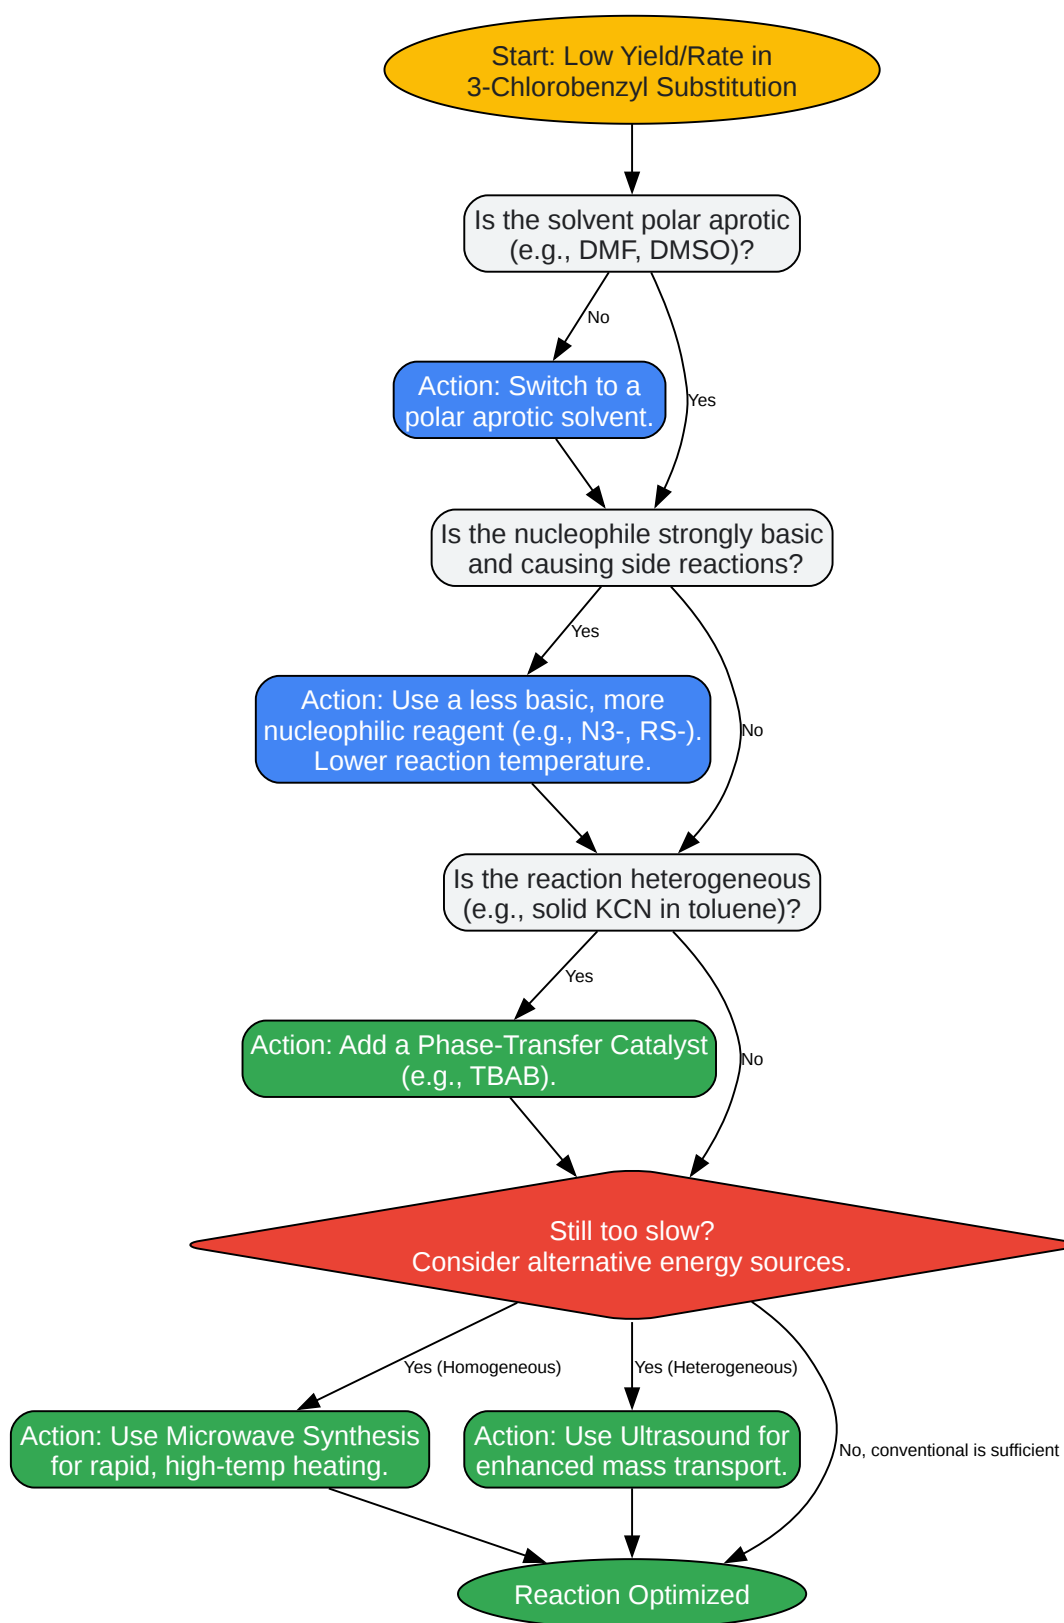 Start: Low Yield/Rate in
3-Chlorobenzyl Substitution
Is the solvent polar aprotic
(e.g., DMF, DMSO)?
No
Action: Switch to a
polar aprotic solvent.
Yes
Is the nucleophile strongly basic
and causing side reactions?
Yes
Action: Use a less basic, more
nucleophilic reagent (e.g., N3-, RS-).
Lower reaction temperature.
No
Is the reaction heterogeneous
(e.g., solid KCN in toluene)?
Yes
Action: Add a Phase-Transfer Catalyst
(e.g., TBAB).
No
Still too slow?
Consider alternative energy sources.
Yes (Homogeneous)
Yes (Heterogeneous)
No, conventional is sufficient
Action: Use Microwave Synthesis
for rapid, high-temp heating.
Action: Use Ultrasound for
enhanced mass transport.
Reaction Optimized